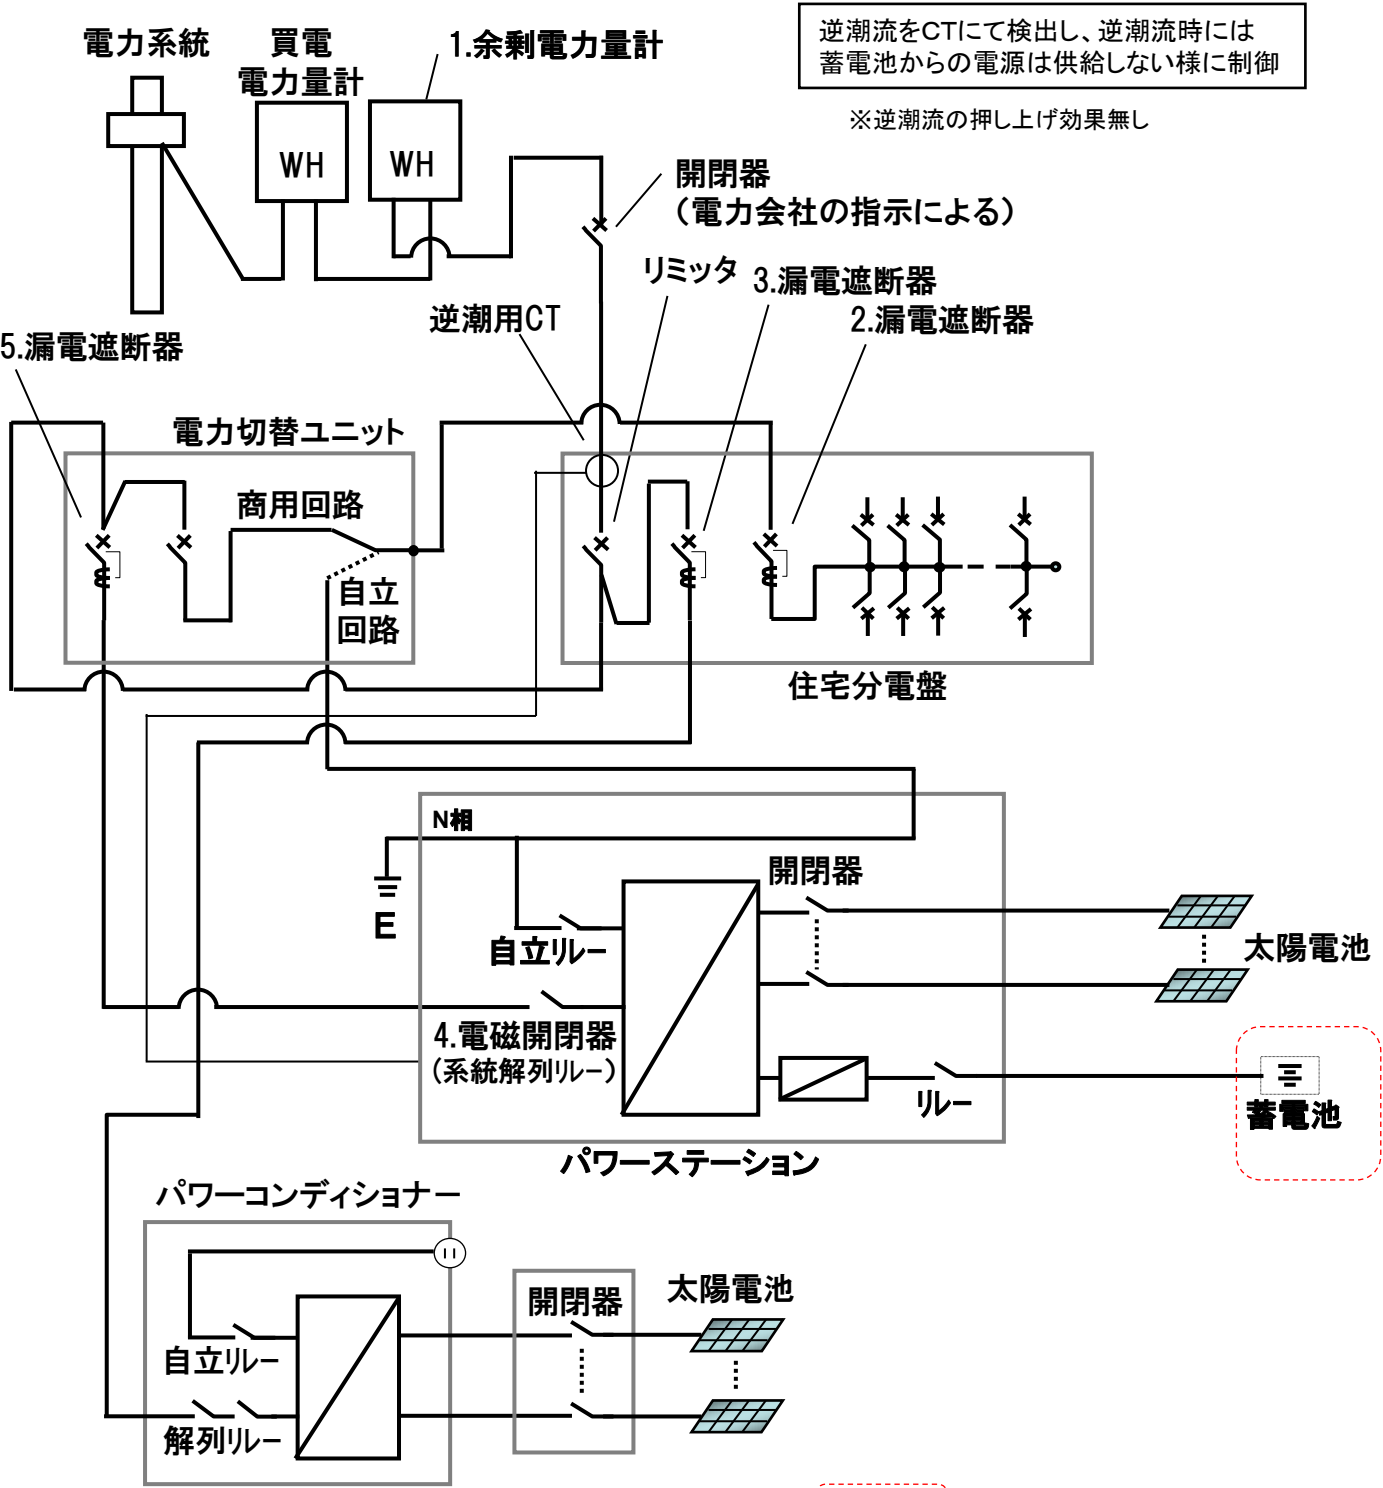 逆潮流をCTにて検出し、逆潮流時には
蓄電池からの電源は供給しない様に制御
※逆潮流の押し上げ効果無し
電力系統
買電
電力量計
1.余剰電力量計
WH
WH
開閉器
（電力会社の指示による）
リミッタ
3.漏電遮断器
2.漏電遮断器
逆潮用CT
5.漏電遮断器
電力切替ユニット
商用回路
自立
回路
住宅分電盤
N相
E
自立リレー
開閉器
太陽電池
4.電磁開閉器
(系統解列リレー)
リレー
蓄電池
パワーステーション
パワーコンディショナー
自立リレー
解列リレー
開閉器
太陽電池